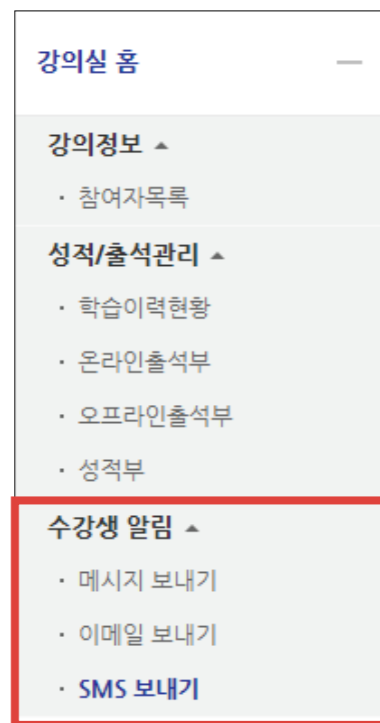 강의실 홈
강의정보
· 참여자목록
성적/출석관리
· 학습이력현황
· 온라인출석부
· 오프라인출석부
· 성적부
수강생 알림
· 메시지 보내기
· 이메일 보내기
· SMS 보내기